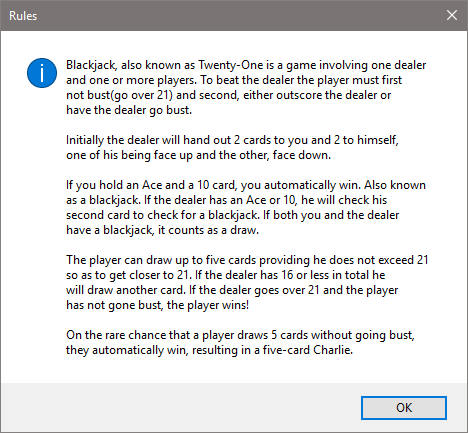 Rules
Blackjack, also known as Twenty-One is a game involving one dealer
and one or more players. To beat the dealer the player must first
not bust(go over 21) and second, either outscore the dealer or
have the dealer go bust.
Initially the dealer will hand out 2 cards to you and 2 to himself,
one of his being face up and the other, face down.
If you hold an Ace and a 10 card, you automatically win. Also known
as a blackjack. If the dealer has an Ace or 10, he will check his
second card to check for a blackjack. If both you and the dealer
have a blackjack, it counts as a draw.
The player can draw up to five cards providing he does not exceed 21
so as to get closer to 21. If the dealer has 16 or less in total he
will draw another card. If the dealer goes over 21 and the player
has not gone bust, the player wins!
On the rare chance that a player draws 5 cards without going bust,
they automatically win, resulting in a five-card Charlie.
OK